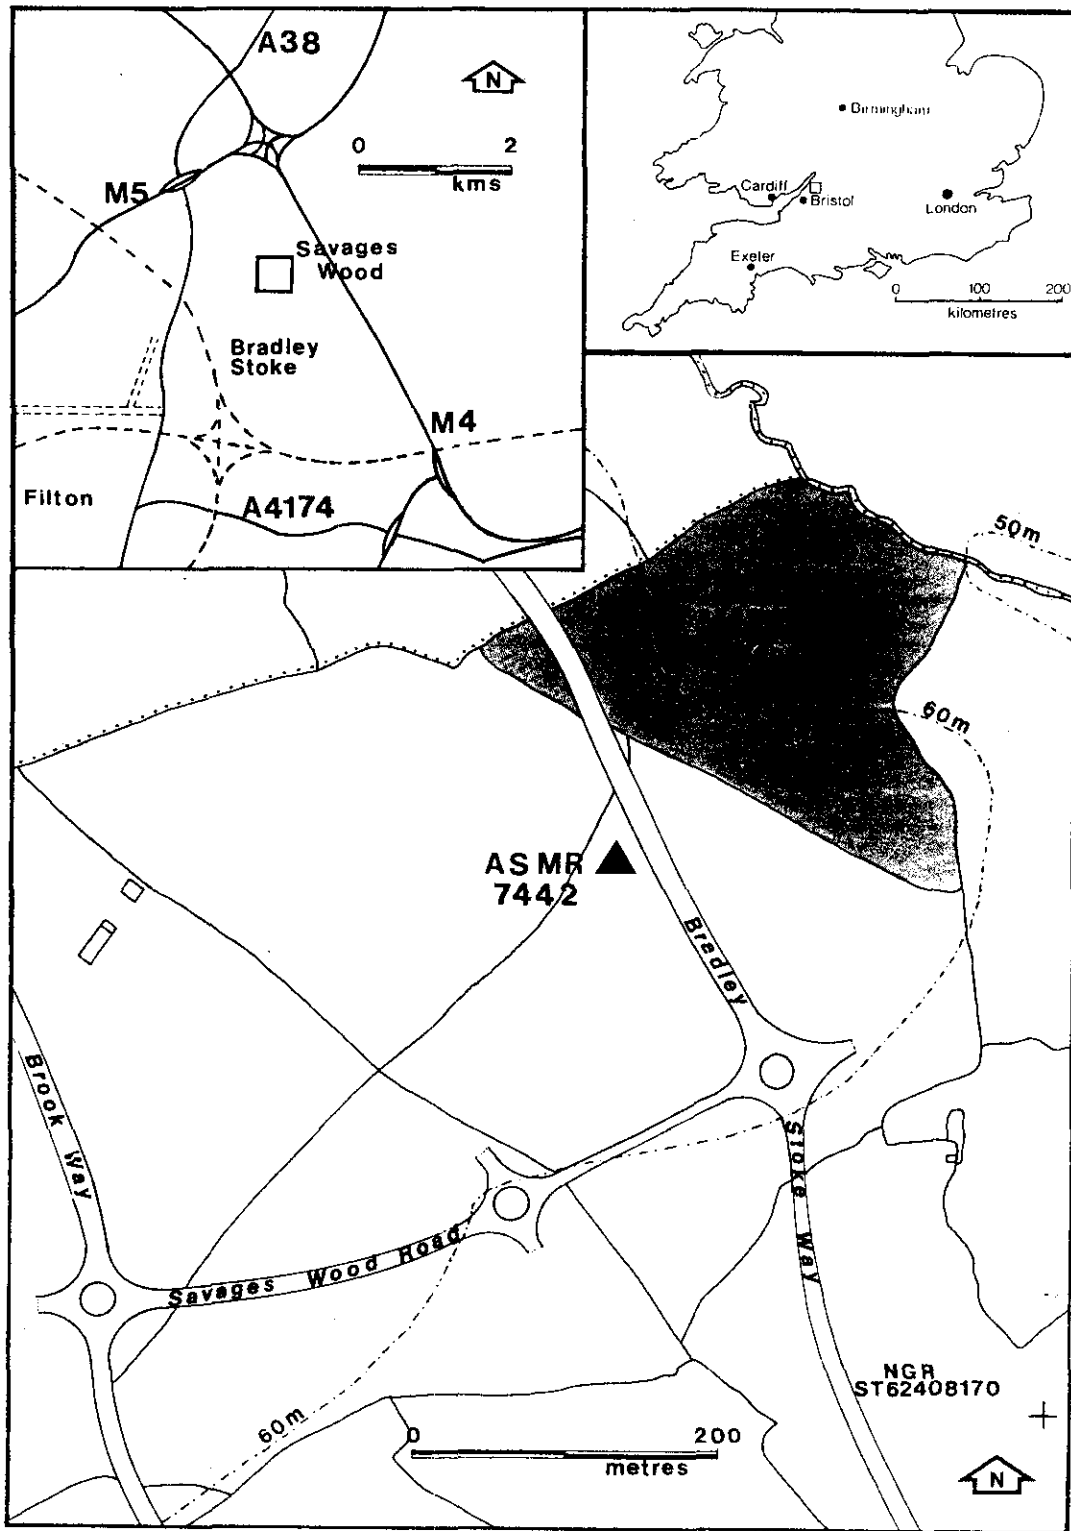 A38
N
0 2
kms
M5
Savages
Wood
Bradley
Stoke
M4
Filton
A4174
Birmingham
Cardiff
Bristol
London
Exeter
0 100 200
kilometres
50m
60m
ASMR
7442
Bradley
Stoke Way
Brook Way
Savages Wood Road
60m
NGR
ST62408170
0 200
metres
N